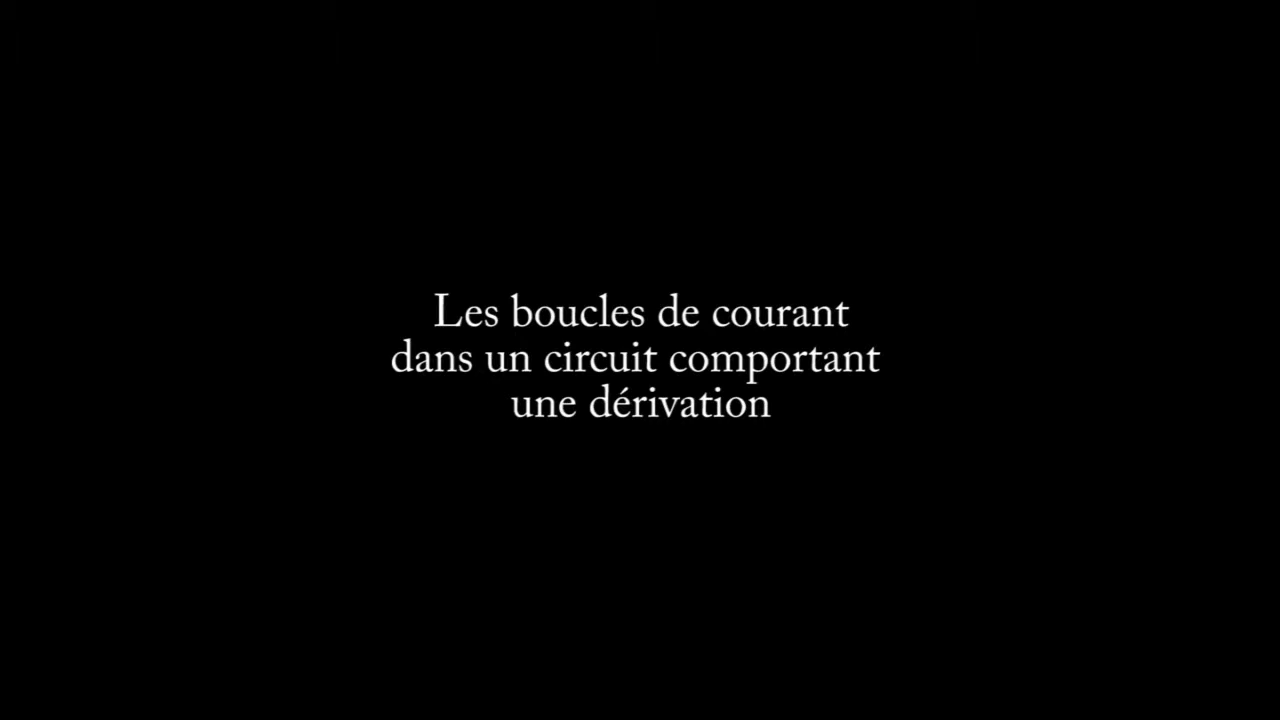 Les boucles de courant
dans un circuit comportant
une dérivation